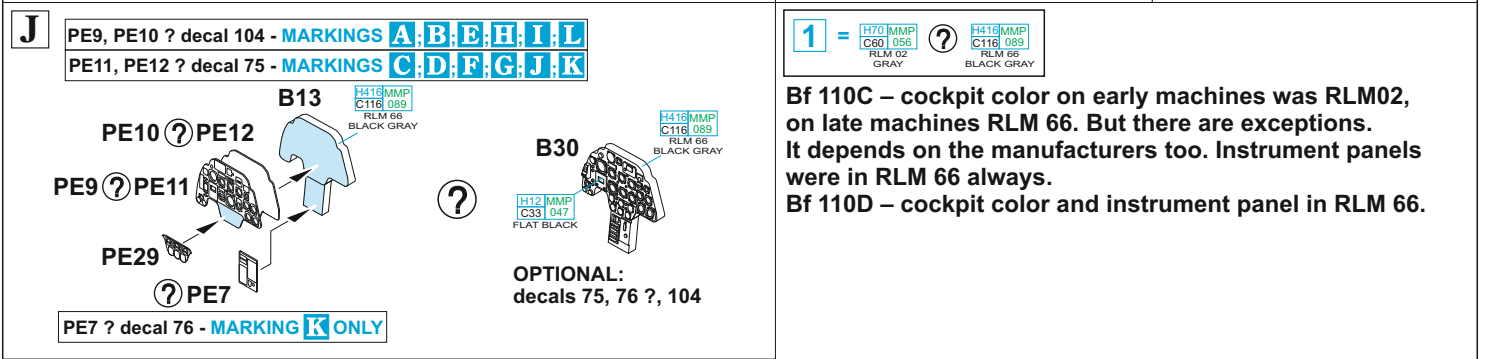 J
PE9, PE10 ? decal 104 - MARKINGS A;B;E;H;I;L
PE11, PE12 ? decal 75 - MARKINGS C;D;F;G;J;K
B13
H416 MMP
C116 089
RLM 66
BLACK GRAY
PE10 ? PE12
PE9 ? PE11
PE29
? PE7
PE7 ? decal 76 - MARKING K ONLY
?
B30
H416 MMP
C116 089
RLM 66
BLACK GRAY
H12 MMP
C33 047
FLAT BLACK
OPTIONAL:
decals 75, 76 ?, 104
1 = H70 MMP ? H416 MMP
C60 056 C116 089
RLM 02 RLM 66
GRAY BLACK GRAY
Bf 110C – cockpit color on early machines was RLM02,
on late machines RLM 66. But there are exceptions.
It depends on the manufacturers too. Instrument panels
were in RLM 66 always.
Bf 110D – cockpit color and instrument panel in RLM 66.